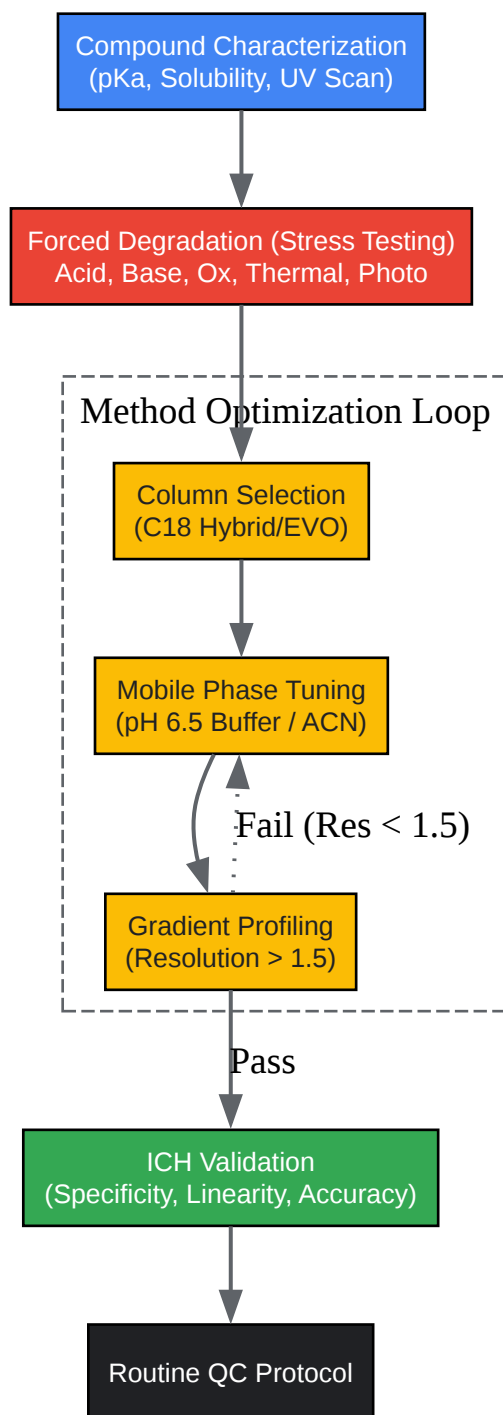 Compound Characterization
(pKa, Solubility, UV Scan)
Forced Degradation (Stress Testing)
Acid, Base, Ox, Thermal, Photo
Method Optimization Loop
Column Selection
(C18 Hybrid/EVO)
Mobile Phase Tuning
(pH 6.5 Buffer / ACN)
Fail (Res < 1.5)
Gradient Profiling
(Resolution > 1.5)
Pass
ICH Validation
(Specificity, Linearity, Accuracy)
Routine QC Protocol